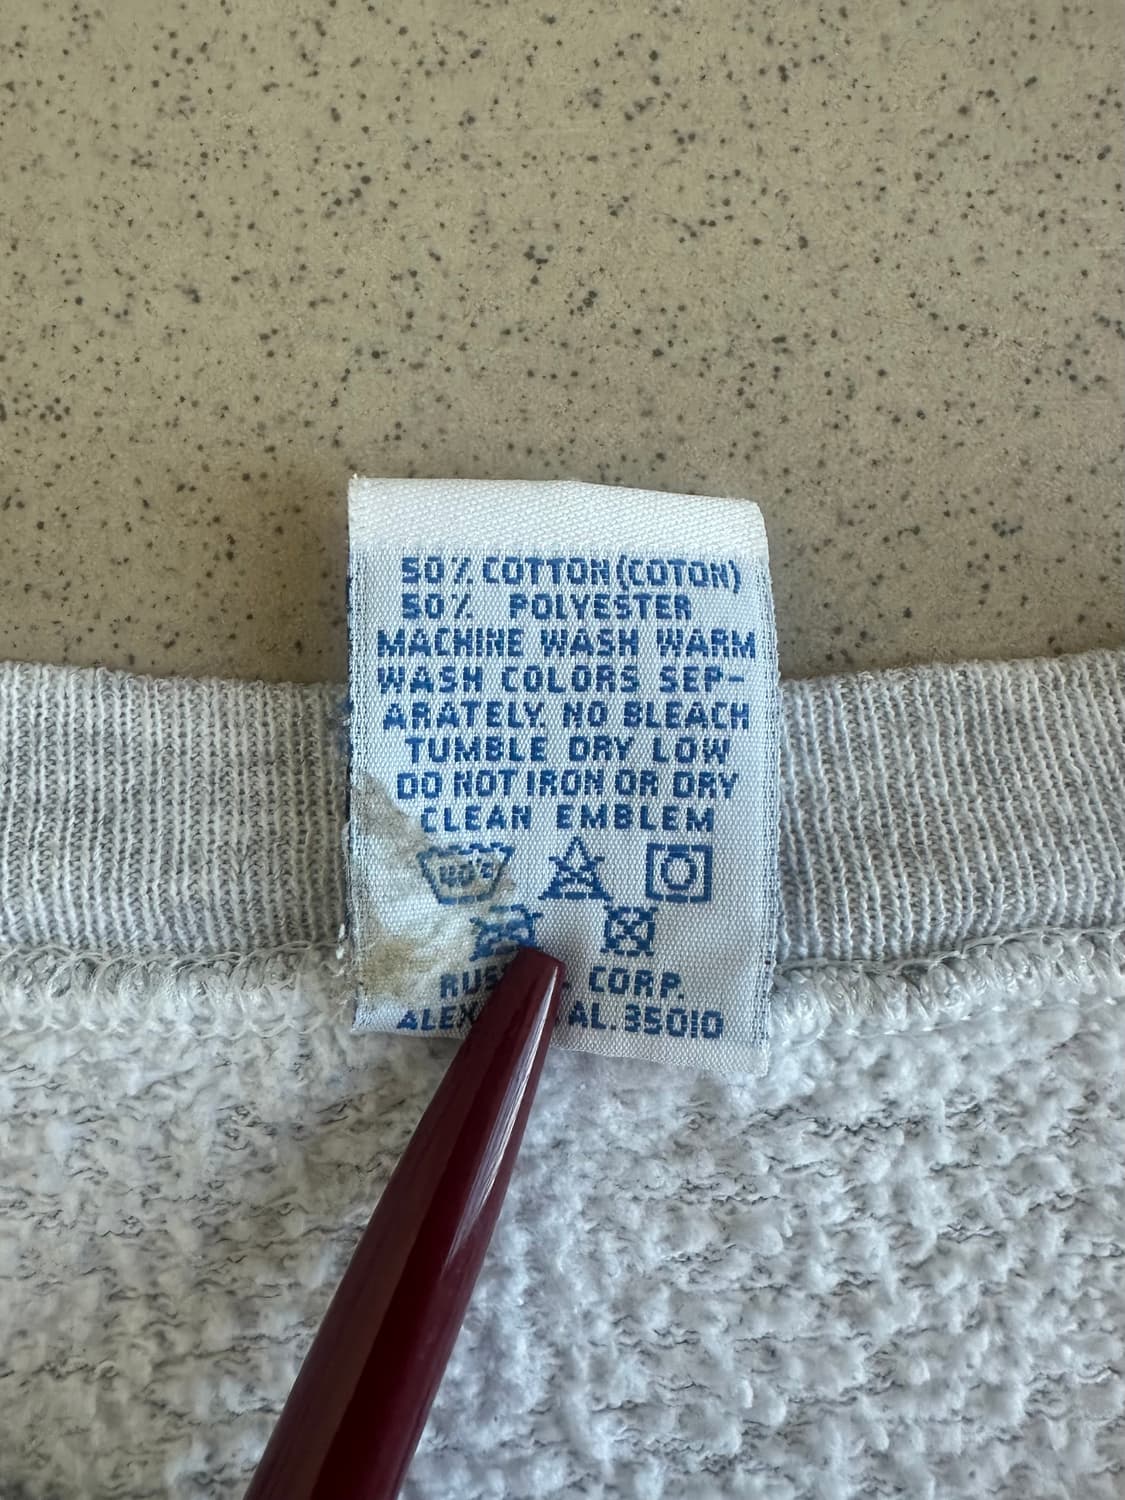 50% COTTON (COTON)
50% POLYESTER
MACHINE WASH WARM
WASH COLORS SEP-
ARATELY. NO BLEACH
TUMBLE DRY LOW
DO NOT IRON OR DRY
CLEAN EMBLEM
CORP.
AL. 35010